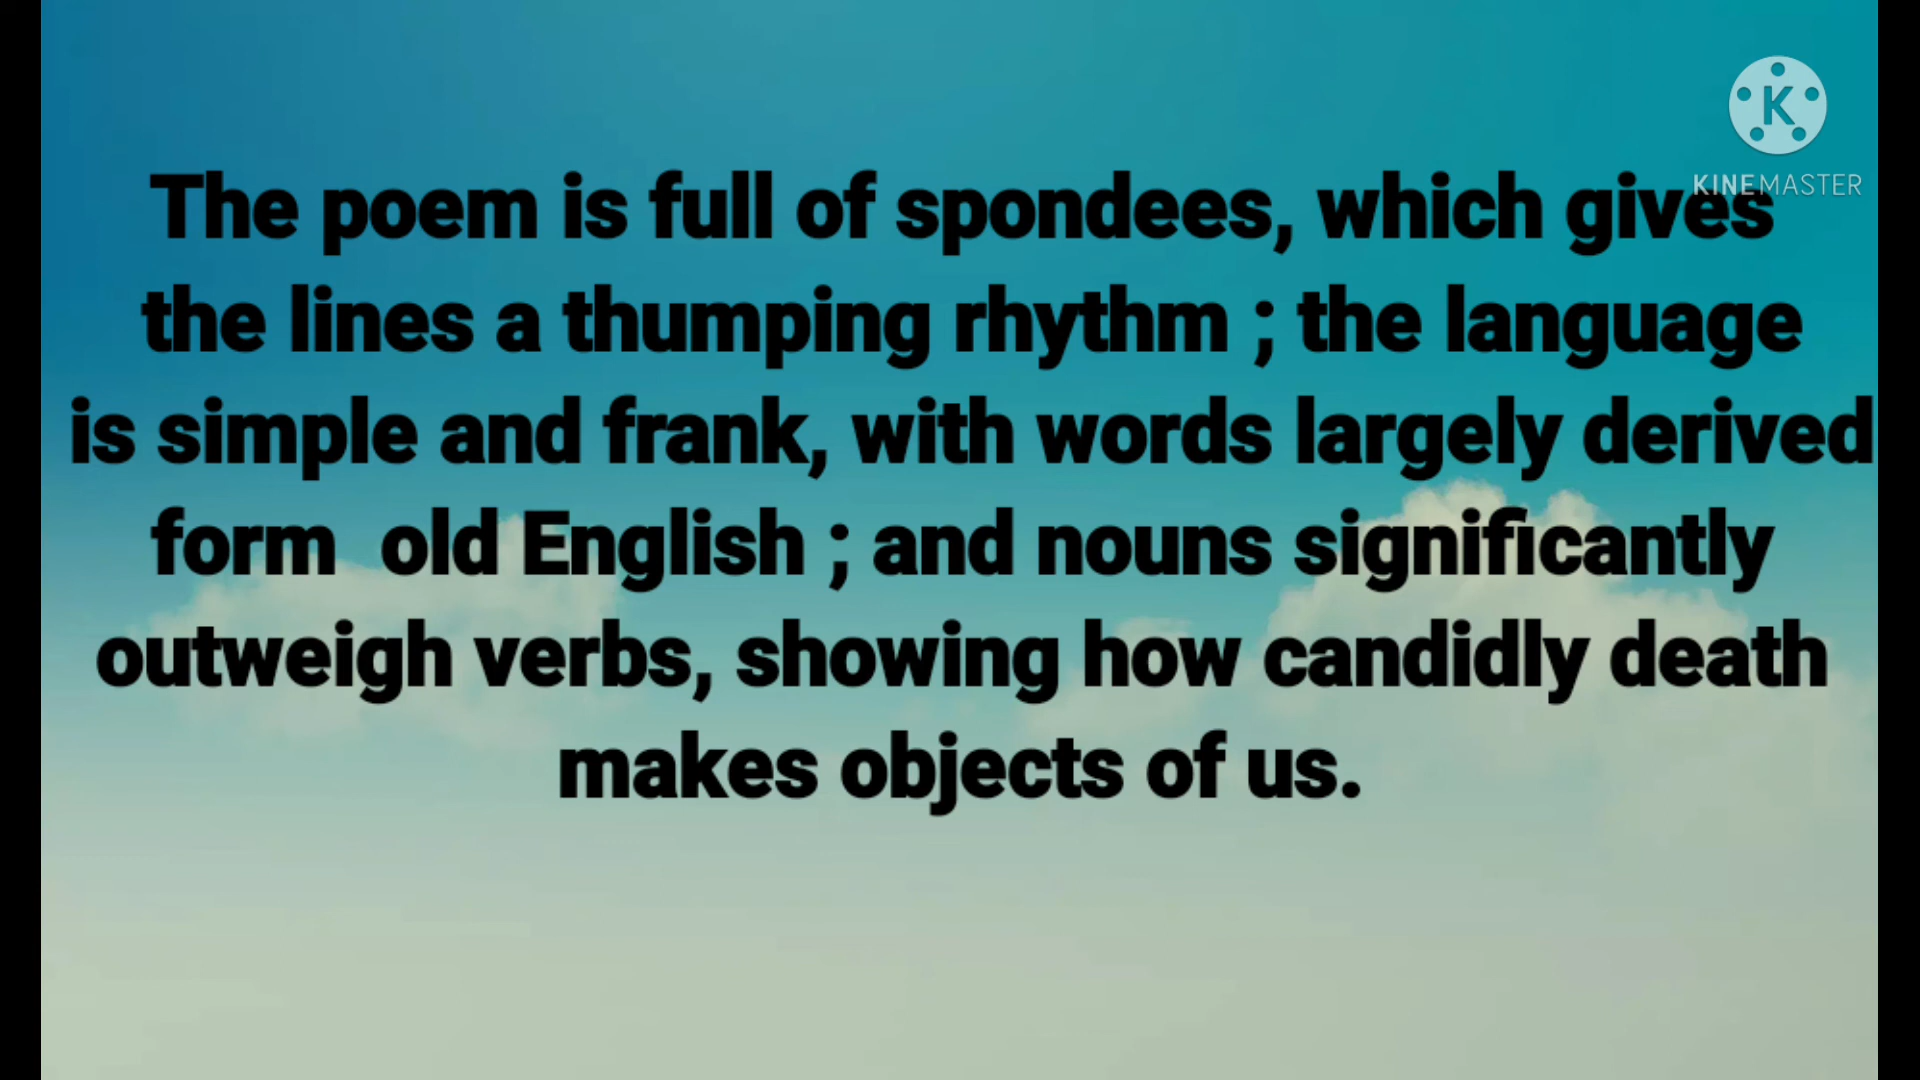 K
KINEMASTER
The poem is full of spondees, which gives
the lines a thumping rhythm ; the language
is simple and frank, with words largely derived
form old English ; and nouns significantly
outweigh verbs, showing how candidly death
makes objects of us.